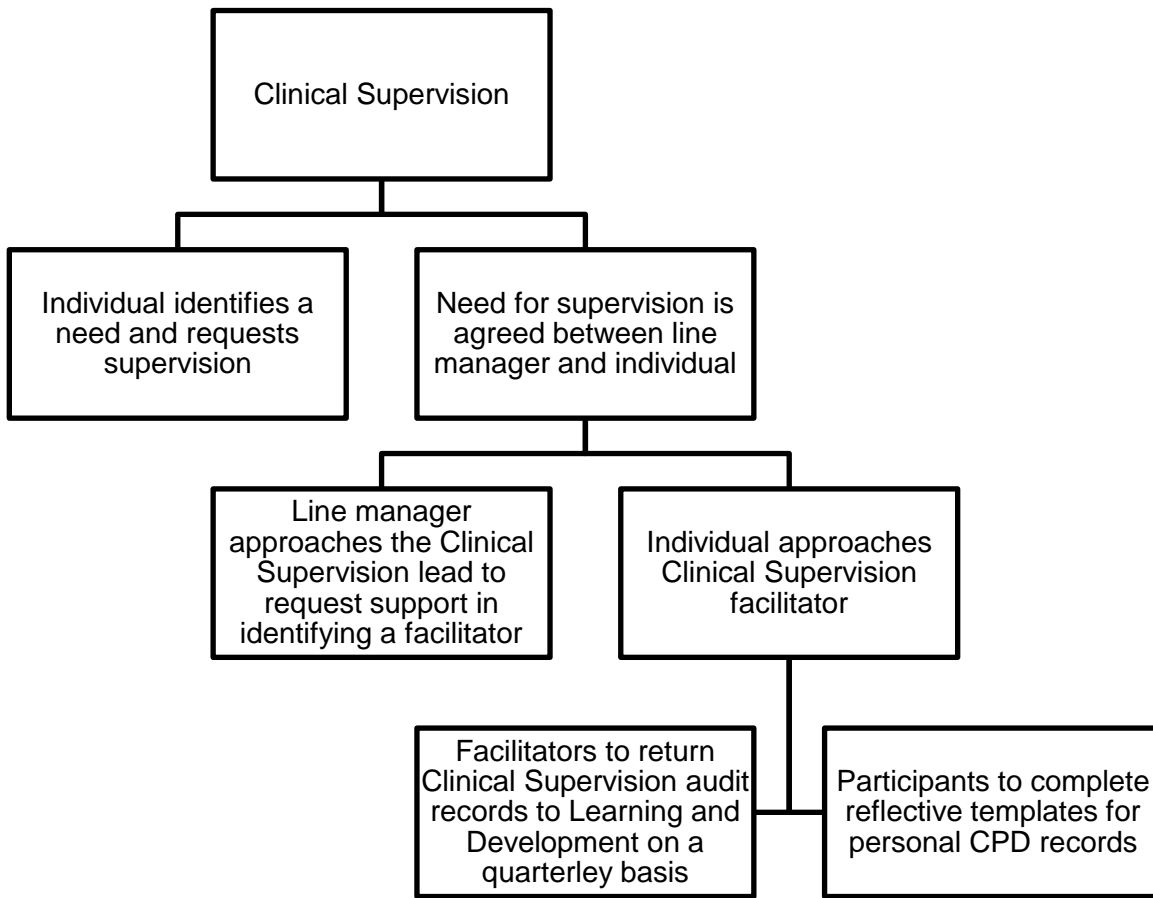 Clinical Supervision
Individual identifies a
need and requests
supervision
Need for supervision is
agreed between line
manager and individual
Line manager
approaches the Clinical
Supervision lead to
request support in
identifying a facilitator
Individual approaches
Clinical Supervision
facilitator
Facilitators to return
Clinical Supervision audit
records to Learning and
Development on a
quarterley basis
Participants to complete
reflective templates for
personal CPD records